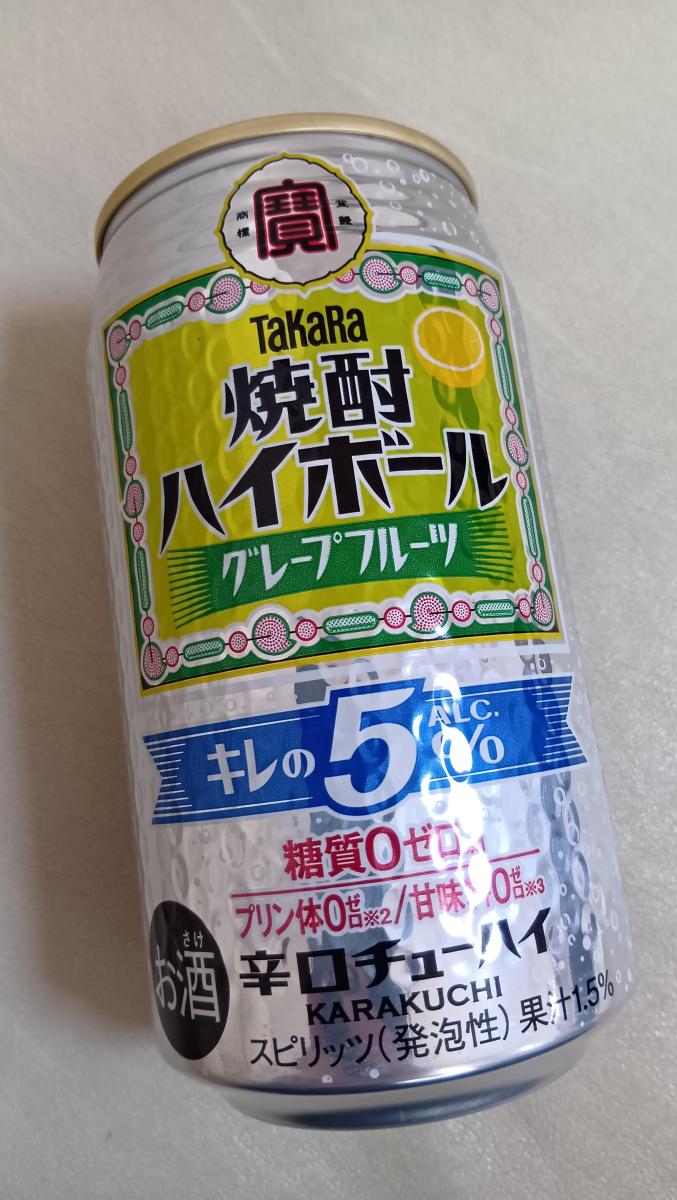 商標
寶
登録
TaKaRa
焼酎
ハイボール
グレープフルーツ
キレの5%
ALC.
糖質0ゼロ
プリン体0ゼロ※2/甘味料0ゼロ※3
さけ
お酒
辛口チューハイ
KARAKUCHI
スピリッツ(発泡性) 果汁1.5%